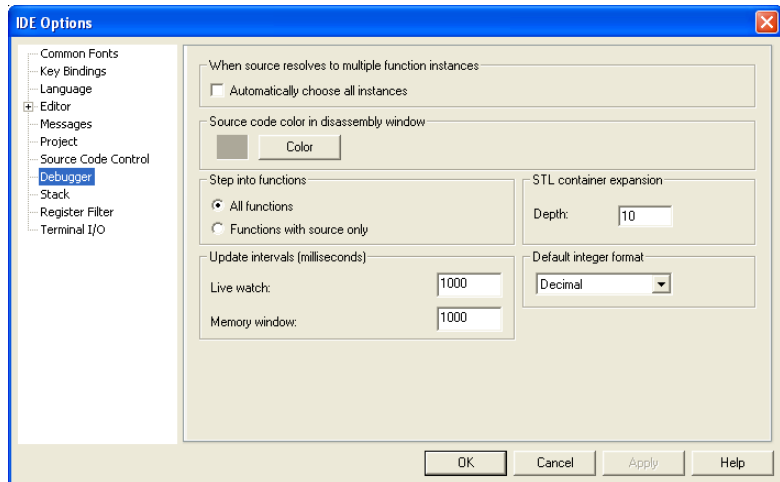 IDE Options
Common Fonts
Key Bindings
Language
Editor
Messages
Project
Source Code Control
Debugger
Stack
Register Filter
Terminal I/O
When source resolves to multiple function instances
Automatically choose all instances
Source code color in disassembly window
Color
Step into functions
All functions
Functions with source only
STL container expansion
Depth: 10
Update intervals (milliseconds)
Live watch: 1000
Memory window: 1000
Default integer format
Decimal
OK Cancel Apply Help